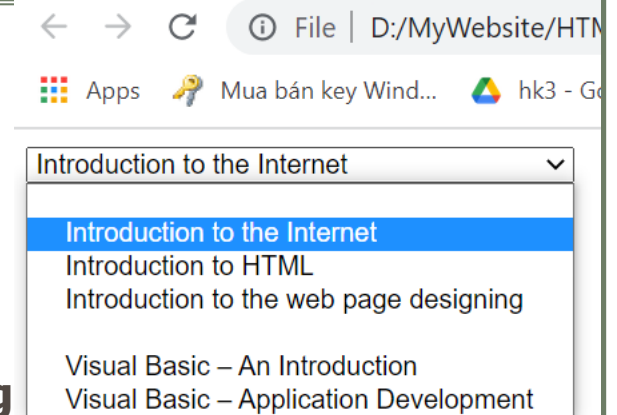 File | D:/MyWebsite/HTM
Apps Mua bán key Wind... hk3 - Go
Introduction to the Internet
Introduction to the Internet
Introduction to HTML
Introduction to the web page designing
Visual Basic – An Introduction
Visual Basic – Application Development
g